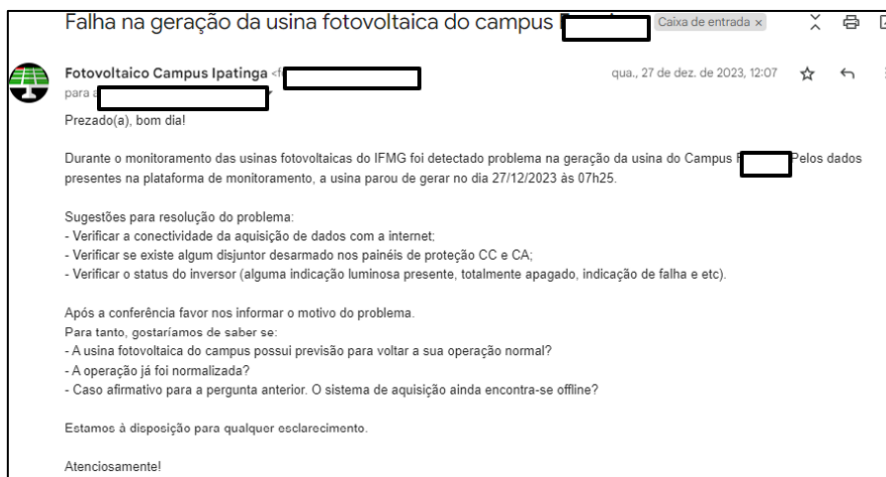 Falha na geração da usina fotovoltaica do campus
Caixa de entrada ×
Fotovoltaico Campus Ipatinga <f
qua., 27 de dez. de 2023, 12:07
para a
Prezado(a), bom dia!
Durante o monitoramento das usinas fotovoltaicas do IFMG foi detectado problema na geração da usina do Campus Pelos dados
presentes na plataforma de monitoramento, a usina parou de gerar no dia 27/12/2023 às 07h25.
Sugestões para resolução do problema:
- Verificar a conectividade da aquisição de dados com a internet;
- Verificar se existe algum disjuntor desarmado nos painéis de proteção CC e CA;
- Verificar o status do inversor (alguma indicação luminosa presente, totalmente apagado, indicação de falha e etc).
Após a conferência favor nos informar o motivo do problema.
Para tanto, gostaríamos de saber se:
- A usina fotovoltaica do campus possui previsão para voltar a sua operação normal?
- A operação já foi normalizada?
- Caso afirmativo para a pergunta anterior. O sistema de aquisição ainda encontra-se offline?
Estamos à disposição para qualquer esclarecimento.
Atenciosamente!